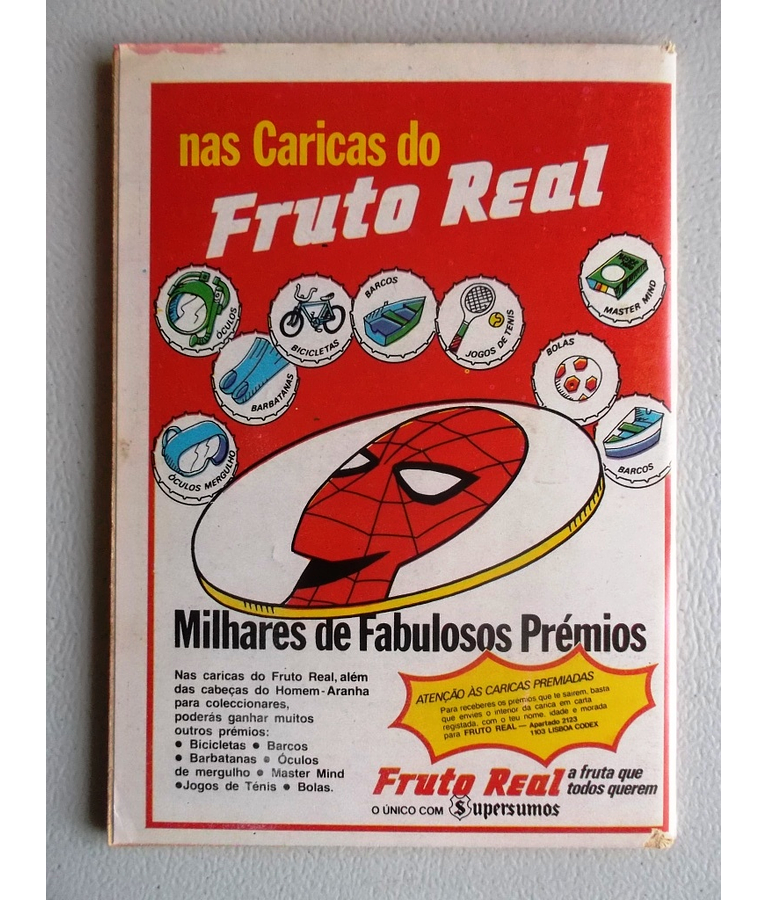 nas Caricas do
Fruto Real
ÓCULOS
BICICLETAS
BARCOS
JOGOS DE TÉNIS
MASTER MIND
BARBATANAS
BOLAS
ÓCULOS MERGULHO
BARCOS
Milhares de Fabulosos Prémios
Nas caricas do Fruto Real, além
das cabeças do Homem-Aranha
para coleccionares,
poderás ganhar muitos
outros prémios:
• Bicicletas • Barcos
• Barbatanas • Óculos
de mergulho • Master Mind
•Jogos de Ténis • Bolas.
ATENÇÃO ÀS CARICAS PREMIADAS
Para receberes os prémios que te sairem, basta
que envies o interior da carica em carta
registada, com o teu nome, idade e morada
para FRUTO REAL — Apartado 2123
1103 LISBOA CODEX
Fruto Real a fruta que
todos querem
O ÚNICO COM Supersumos